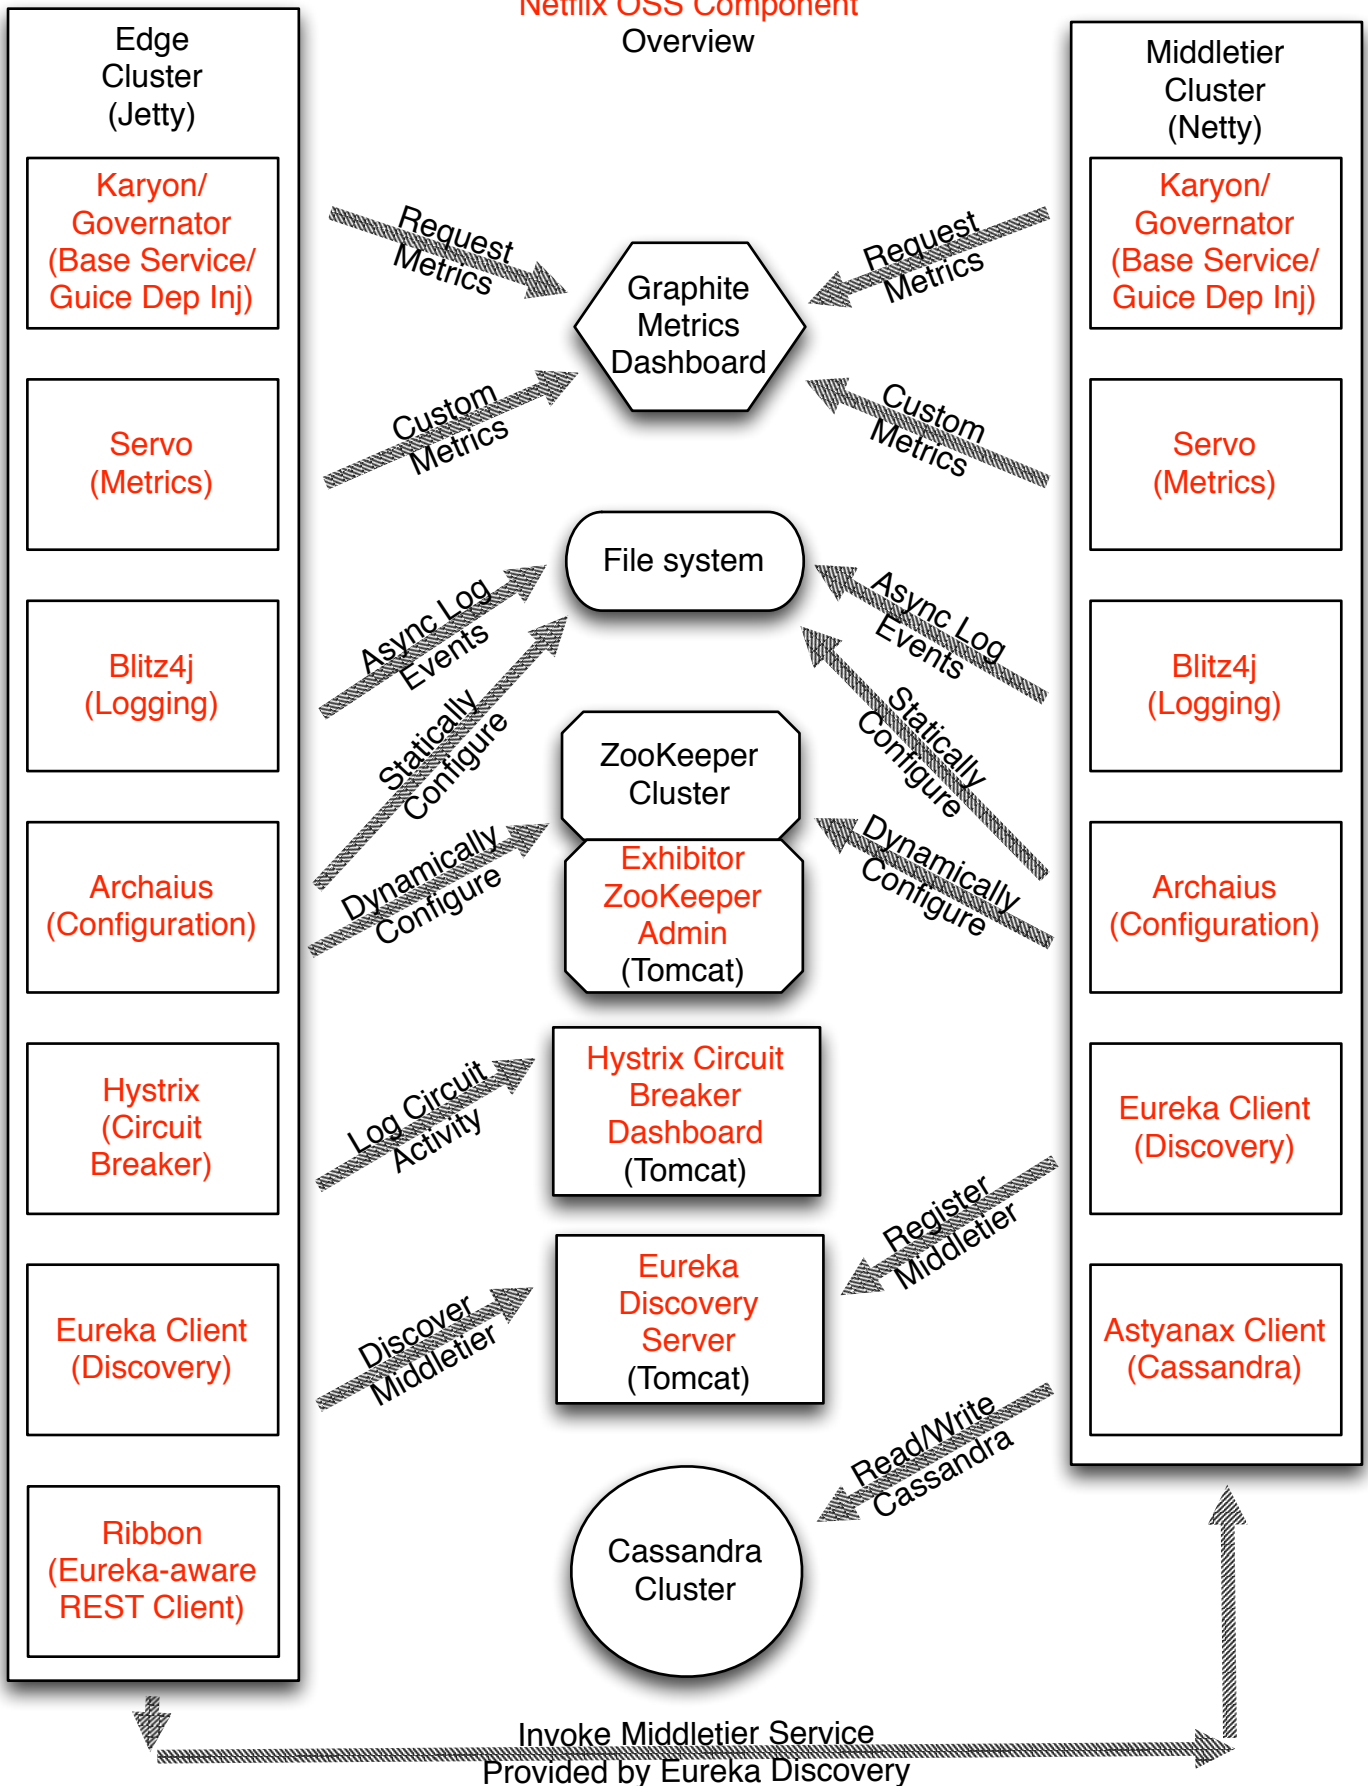 Netflix OSS Component
Overview
Edge
Cluster
(Jetty)
Karyon/
Governator
(Base Service/
Guice Dep Inj)
Servo
(Metrics)
Blitz4j
(Logging)
Archaius
(Configuration)
Hystrix
(Circuit
Breaker)
Eureka Client
(Discovery)
Ribbon
(Eureka-aware
REST Client)
Request
Metrics
Custom
Metrics
Async Log
Events
Statically
Configure
Dynamically
Configure
Log Circuit
Activity
Discover
Middletier
Graphite
Metrics
Dashboard
File system
ZooKeeper
Cluster
Exhibitor
ZooKeeper
Admin
(Tomcat)
Hystrix Circuit
Breaker
Dashboard
(Tomcat)
Eureka
Discovery
Server
(Tomcat)
Cassandra
Cluster
Request
Metrics
Custom
Metrics
Async Log
Events
Statically
Configure
Dynamically
Configure
Register
Middletier
Read/Write
Cassandra
Middletier
Cluster
(Netty)
Karyon/
Governator
(Base Service/
Guice Dep Inj)
Servo
(Metrics)
Blitz4j
(Logging)
Archaius
(Configuration)
Eureka Client
(Discovery)
Astyanax Client
(Cassandra)
Invoke Middletier Service
Provided by Eureka Discovery